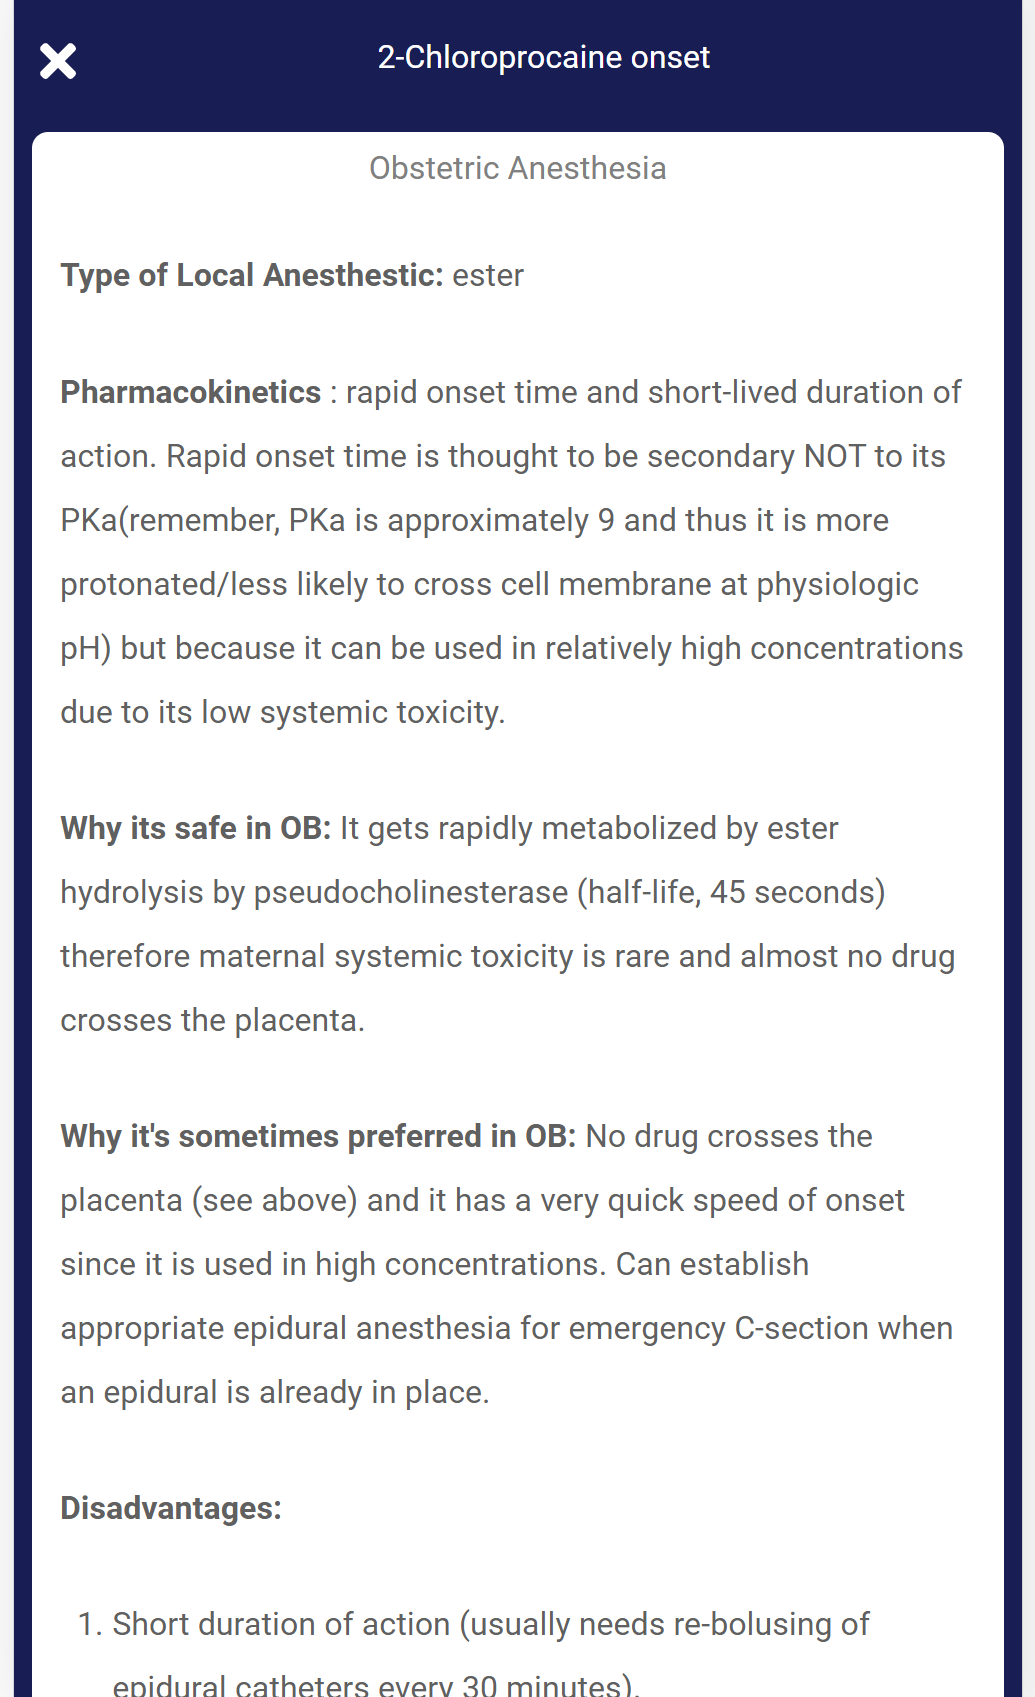 2-Chloroprocaine onset
Obstetric Anesthesia
Type of Local Anesthestic: ester
Pharmacokinetics : rapid onset time and short-lived duration of
action. Rapid onset time is thought to be secondary NOT to its
PKa(remember, PKa is approximately 9 and thus it is more
protonated/less likely to cross cell membrane at physiologic
pH) but because it can be used in relatively high concentrations
due to its low systemic toxicity.
Why its safe in OB: It gets rapidly metabolized by ester
hydrolysis by pseudocholinesterase (half-life, 45 seconds)
therefore maternal systemic toxicity is rare and almost no drug
crosses the placenta.
Why it's sometimes preferred in OB: No drug crosses the
placenta (see above) and it has a very quick speed of onset
since it is used in high concentrations. Can establish
appropriate epidural anesthesia for emergency C-section when
an epidural is already in place.
Disadvantages:
1. Short duration of action (usually needs re-bolusing of
epidural catheters every 30 minutes).